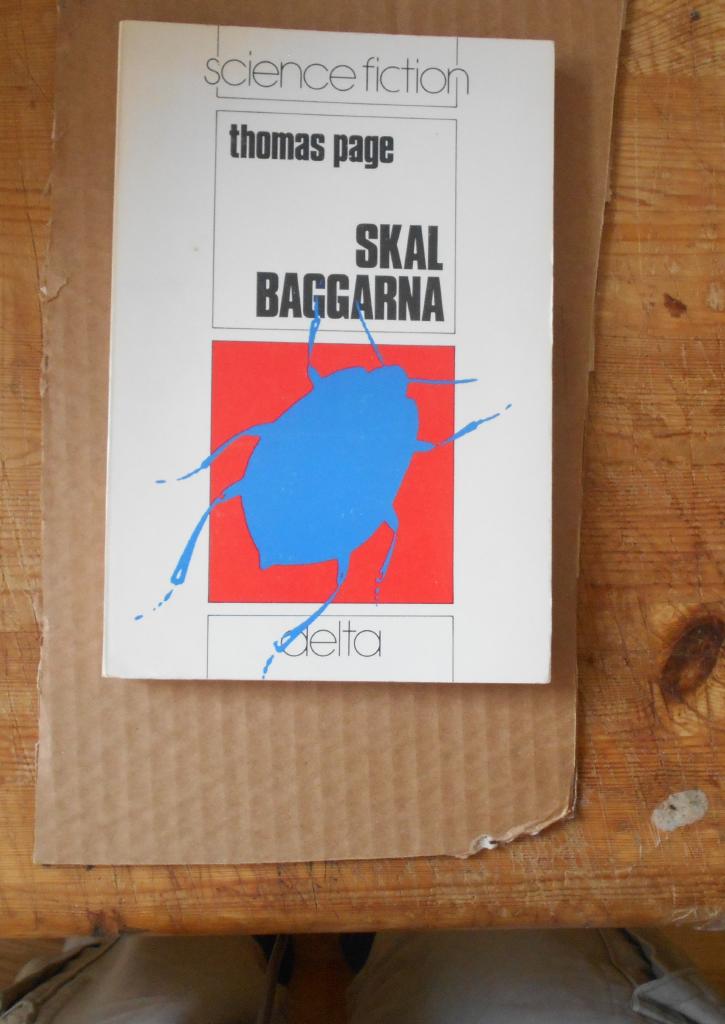 science fiction
thomas page
SKAL
BAGGARNA
delta